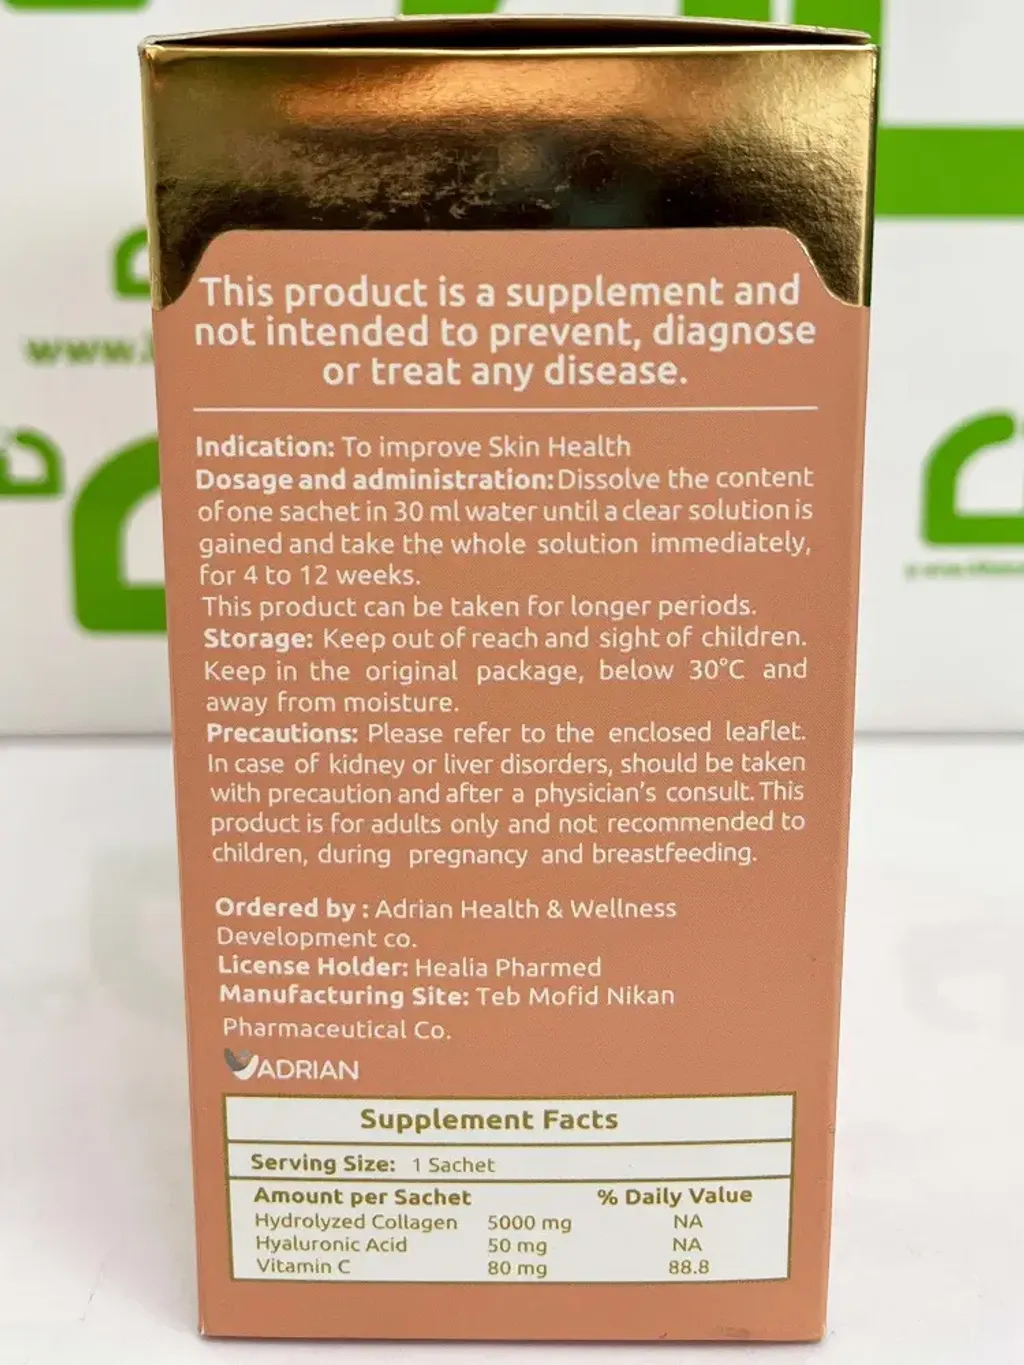 This product is a supplement and
not intended to prevent, diagnose
or treat any disease.
Indication: To improve Skin Health
Dosage and administration: Dissolve the content
of one sachet in 30 ml water until a clear solution is
gained and take the whole solution immediately,
for 4 to 12 weeks.
This product can be taken for longer periods.
Storage: Keep out of reach and sight of children.
Keep in the original package, below 30°C and
away from moisture.
Precautions: Please refer to the enclosed leaflet.
In case of kidney or liver disorders, should be taken
with precaution and after a physician's consult. This
product is for adults only and not recommended to
children, during pregnancy and breastfeeding.
Ordered by : Adrian Health & Wellness
Development co.
License Holder: Healia Pharmed
Manufacturing Site: Teb Mofid Nikan
Pharmaceutical Co.
ADRIAN
Supplement Facts
Serving Size: 1 Sachet
Amount per Sachet % Daily Value
Hydrolyzed Collagen 5000 mg NA
Hyaluronic Acid 50 mg NA
Vitamin C 80 mg 88.8
www.